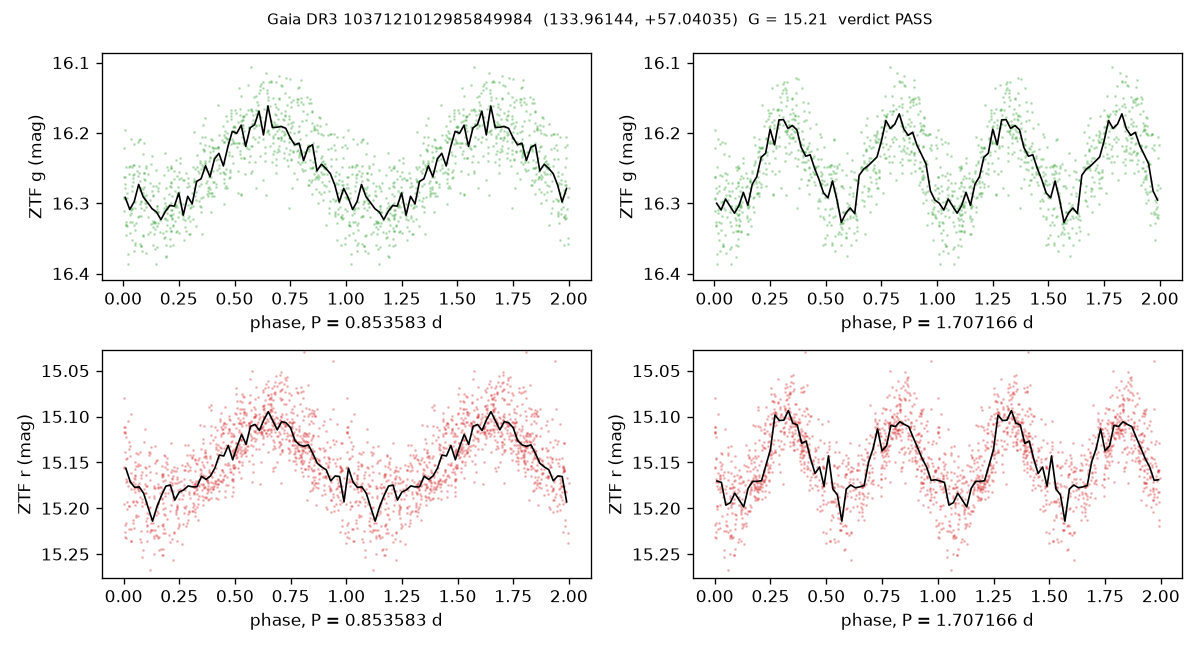 Gaia DR3 1037121012985849984 (133.96144, +57.04035) G = 15.21 verdict PASS
ZTF g (mag)
16.1
16.2
16.3
16.4
0.00 0.25 0.50 0.75 1.00 1.25 1.50 1.75 2.00
phase, P = 0.853583 d
ZTF g (mag)
16.1
16.2
16.3
16.4
0.00 0.25 0.50 0.75 1.00 1.25 1.50 1.75 2.00
phase, P = 1.707166 d
ZTF r (mag)
15.05
15.10
15.15
15.20
15.25
0.00 0.25 0.50 0.75 1.00 1.25 1.50 1.75 2.00
phase, P = 0.853583 d
ZTF r (mag)
15.05
15.10
15.15
15.20
15.25
0.00 0.25 0.50 0.75 1.00 1.25 1.50 1.75 2.00
phase, P = 1.707166 d